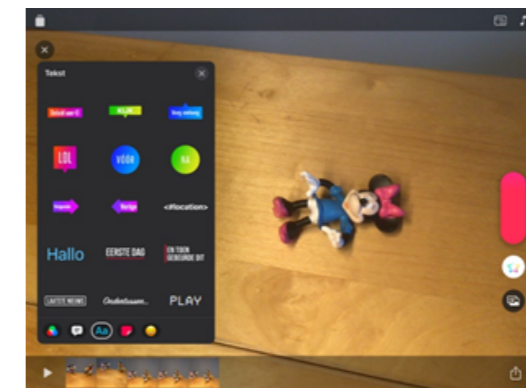 Tekst
LOL
VÓÓR
NA
Vorige
<#location>
Hallo
EERSTE DAG
EN TOEN
GEBEURDE DIT
LAATSTE NIEUWS
Ondertussen...
PLAY
Aa